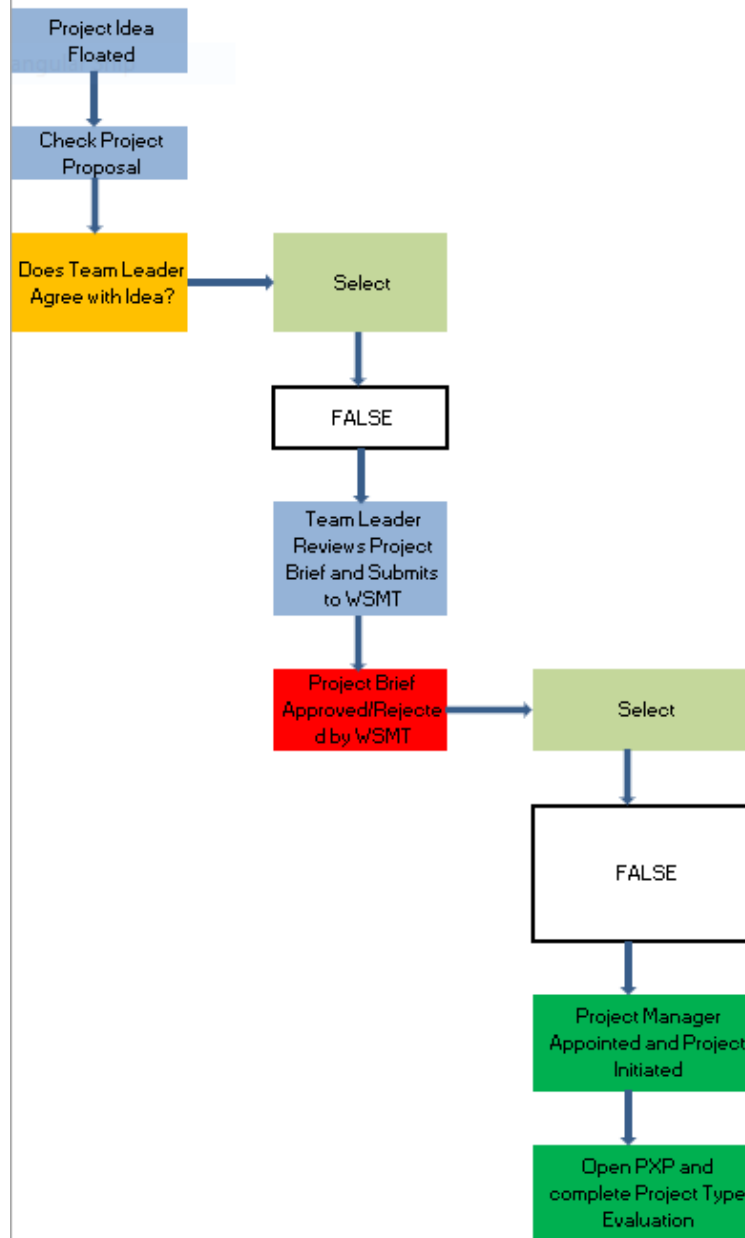 Project Idea
Floated
Check Project
Proposal
Does Team Leader
Agree with Idea?
Select
FALSE
Team Leader
Reviews Project
Brief and Submits
to WSMT
Project Brief
Approved/Rejecte
d by WSMT
Select
FALSE
Project Manager
Appointed and Project
Initiated
Open PXP and
complete Project Type
Evaluation